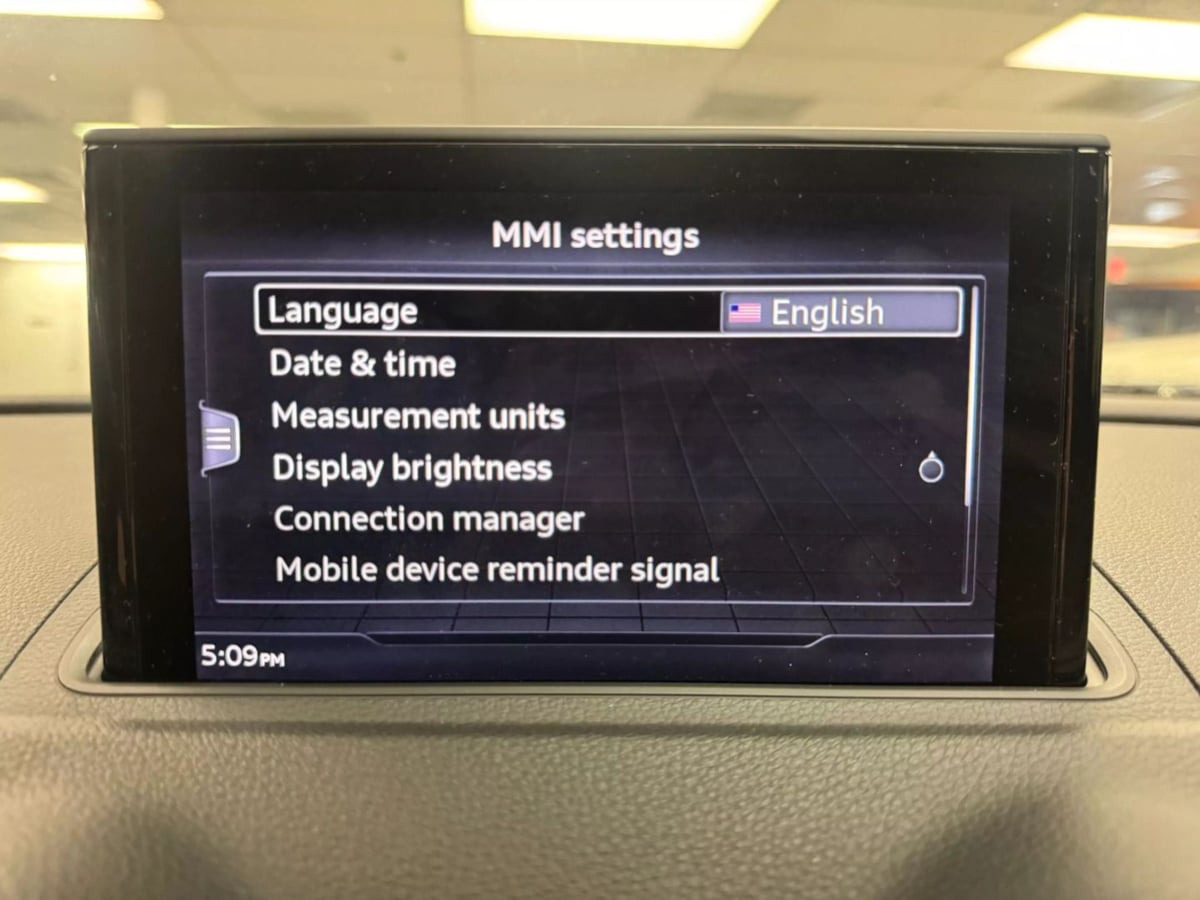 MMI settings
Language English
Date & time
Measurement units
Display brightness
Connection manager
Mobile device reminder signal
5:09PM